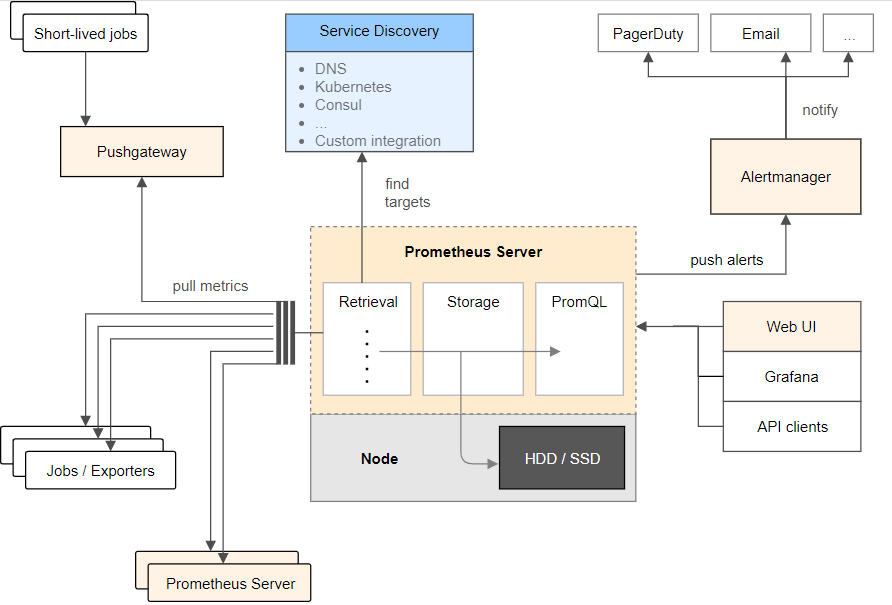 Short-lived jobs
Service Discovery
DNS
Kubernetes
Consul
...
Custom integration
PagerDuty
Email
...
notify
Pushgateway
Alertmanager
find
targets
Prometheus Server
push alerts
pull metrics
Retrieval
Storage
PromQL
Web UI
Grafana
API clients
Jobs / Exporters
Node
HDD / SSD
Prometheus Server